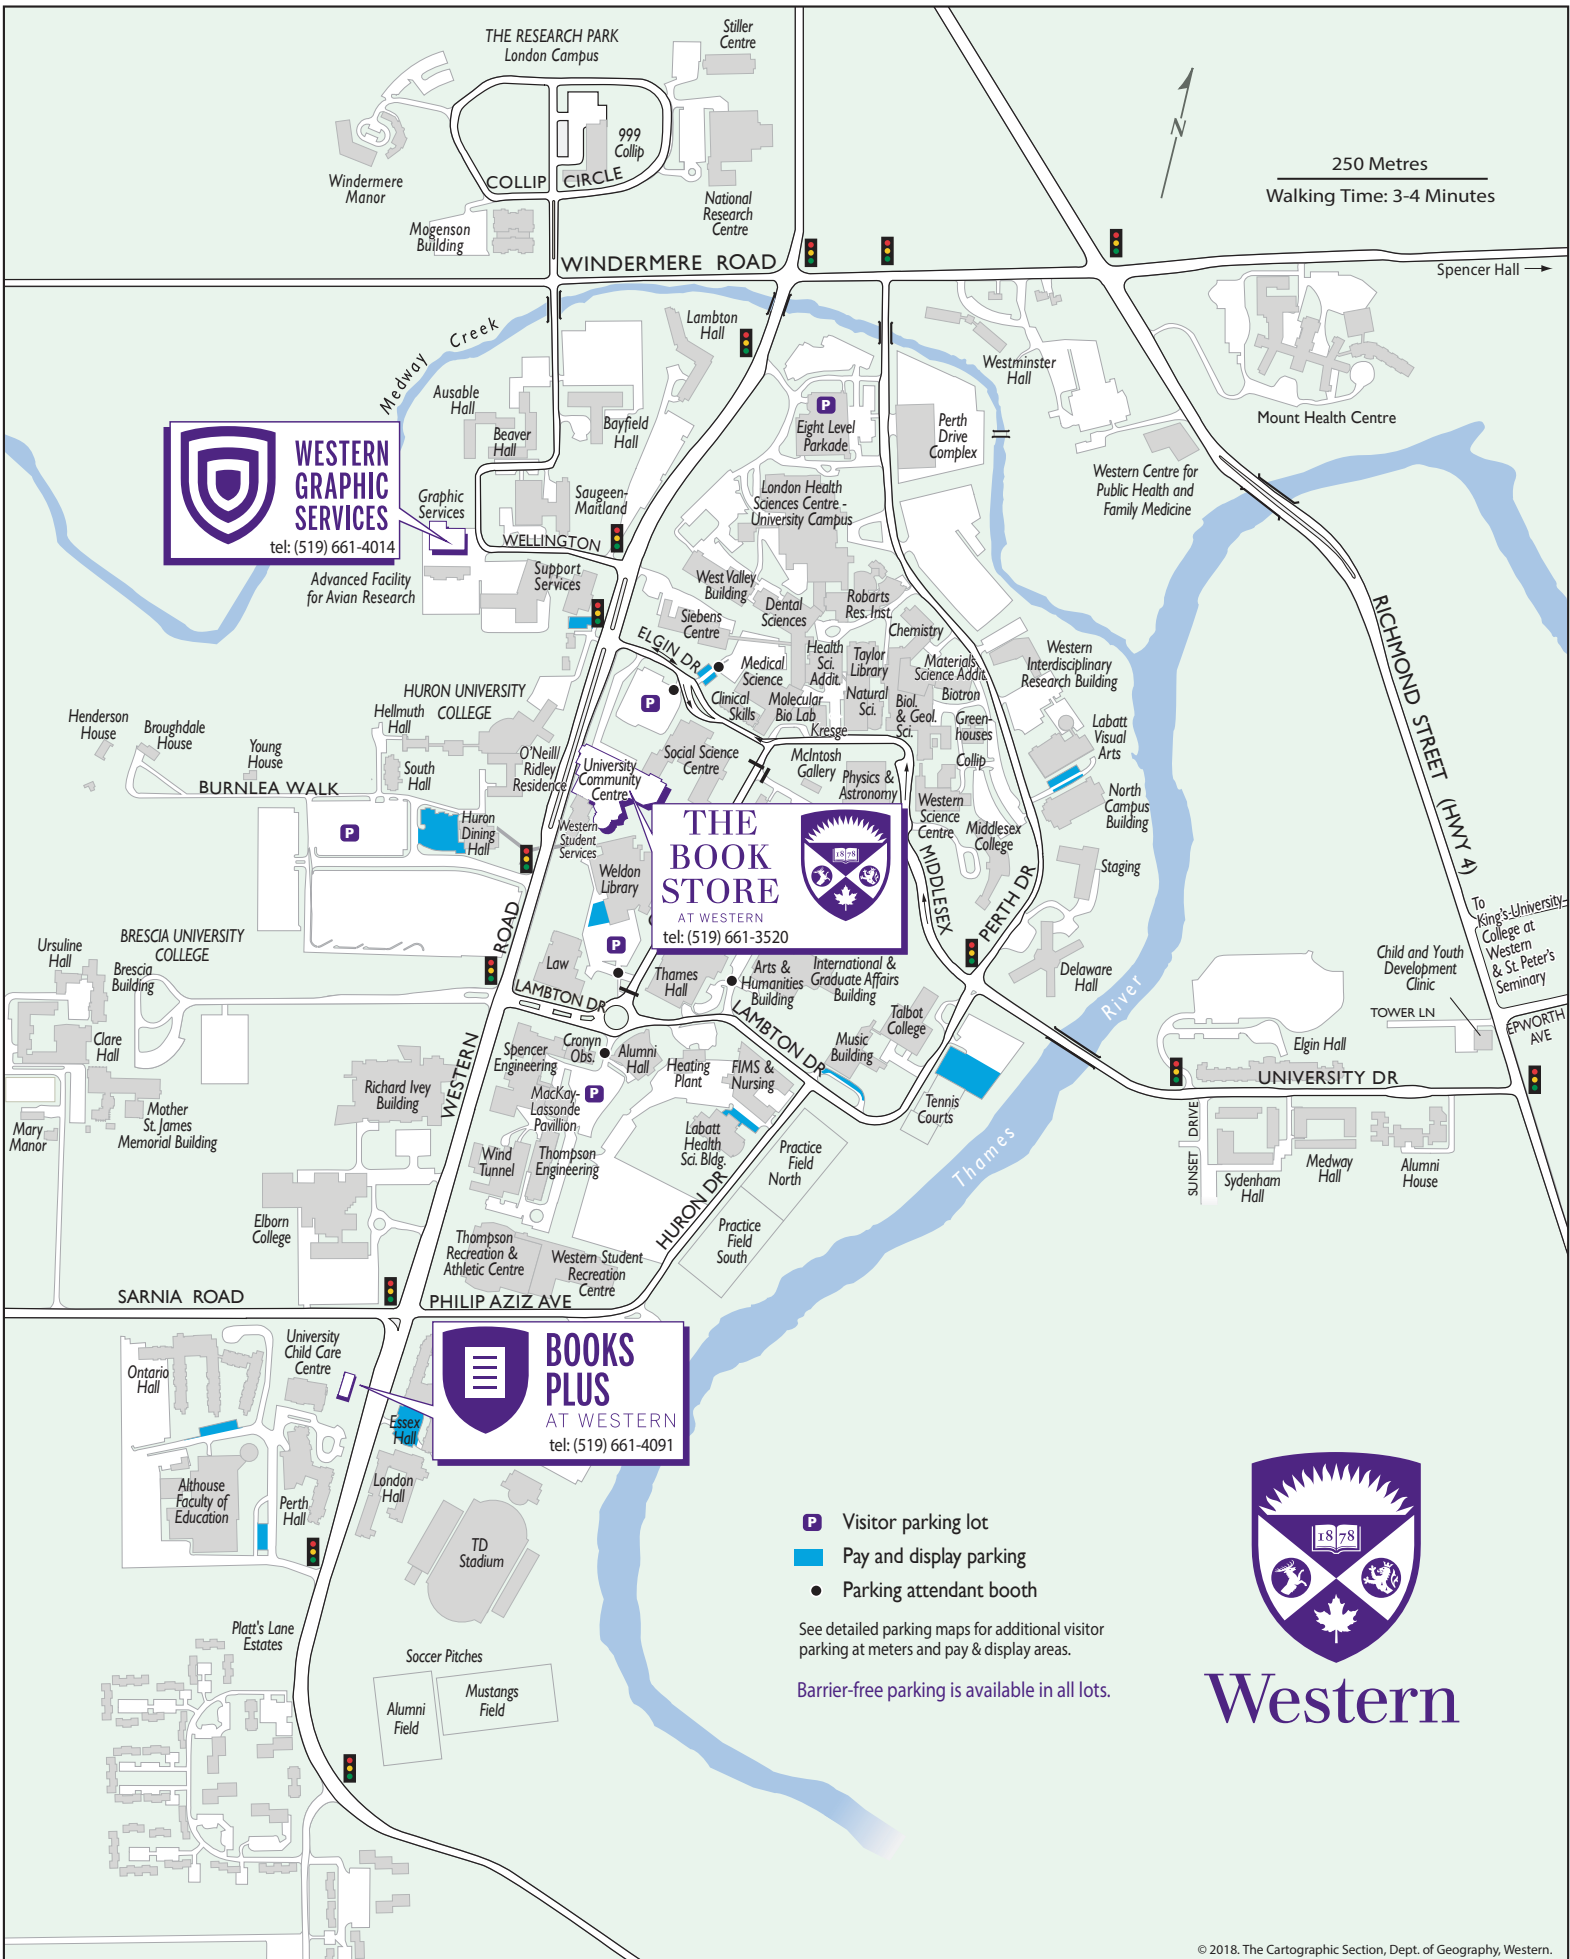 THE RESEARCH PARK
London Campus
Stiller
Centre
999
Collip
COLLIP CIRCLE
Windermere
Manor
Mogenson
Building
National
Research
Centre
N
250 Metres
Walking Time: 3-4 Minutes
WINDERMERE ROAD
Spencer Hall
Medway Creek
Lambton
Hall
Westminster
Hall
Mount Health Centre
Ausable
Hall
Beaver
Hall
Bayfield
Hall
P
Eight Level
Parkade
Perth
Drive
Complex
WESTERN
GRAPHIC
SERVICES
tel: (519) 661-4014
Graphic
Services
Saugeen-
Maitland
London Health
Sciences Centre -
University Campus
Western Centre for
Public Health and
Family Medicine
WELLINGTON
Support
Services
Advanced Facility
for Avian Research
West Valley
Building
Dental
Sciences
Robarts
Res. Inst.
Siebens
Centre
Chemistry
RICHMOND STREET (HWY 4)
ELGIN DR
Medical
Science
Health
Sci.
Addit.
Taylor
Library
Materials
Science Addit.
Western
Interdisciplinary
Research Building
HURON UNIVERSITY
COLLEGE
Hellmuth
Hall
P
Clinical
Skills
Molecular
Bio Lab
Natural
Sci.
Biotron
Biol.
& Geol.
Sci.
Green-
houses
Labatt
Visual
Arts
Kresge
Henderson
House
Broughdale
House
Young
House
South
Hall
O'Neill/
Ridley
Residence
University
Community
Centre
Social Science
Centre
McIntosh
Gallery
Physics &
Astronomy
Collip
BURNLEA WALK
P
Huron
Dining
Hall
Western
Student
Services
Weldon
Library
THE
BOOK
STORE
AT WESTERN
tel: (519) 661-3520
1878
Western
Science
Centre
Middlesex
College
North
Campus
Building
Staging
MIDDLESEX
PERTH DR
To
King's University
College at
Western
& St. Peter's
Seminary
BRESCIA UNIVERSITY
COLLEGE
Ursuline
Hall
Brescia
Building
Clare
Hall
Mother
St. James
Memorial Building
Mary
Manor
WESTERN ROAD
P
Law
LAMBTON DR
Thames
Hall
Arts &
Humanities
Building
International &
Graduate Affairs
Building
Delaware
Hall
Child and Youth
Development
Clinic
TOWER LN
EPWORTH
AVE
Talbot
College
LAMBTON DR
Music
Building
Thames River
Elgin Hall
UNIVERSITY DR
Spencer
Engineering
Cronyn
Obs.
Alumni
Hall
Heating
Plant
FIMS &
Nursing
Tennis
Courts
Richard Ivey
Building
MacKay-
Lassonde
Pavillion
P
Labatt
Health
Sci. Bldg.
Practice
Field
North
SUNSET DRIVE
Sydenham
Hall
Medway
Hall
Alumni
House
Wind
Tunnel
Thompson
Engineering
Elborn
College
HURON DR
Practice
Field
South
Thompson
Recreation &
Athletic Centre
Western Student
Recreation
Centre
SARNIA ROAD
PHILIP AZIZ AVE
University
Child Care
Centre
Ontario
Hall
BOOKS
PLUS
AT WESTERN
tel: (519) 661-4091
Essex
Hall
London
Hall
Althouse
Faculty of
Education
Perth
Hall
TD
Stadium
Platt's Lane
Estates
Soccer Pitches
Alumni
Field
Mustangs
Field
P Visitor parking lot
Pay and display parking
Parking attendant booth
See detailed parking maps for additional visitor
parking at meters and pay & display areas.
Barrier-free parking is available in all lots.
1878
Western
© 2018. The Cartographic Section, Dept. of Geography, Western.